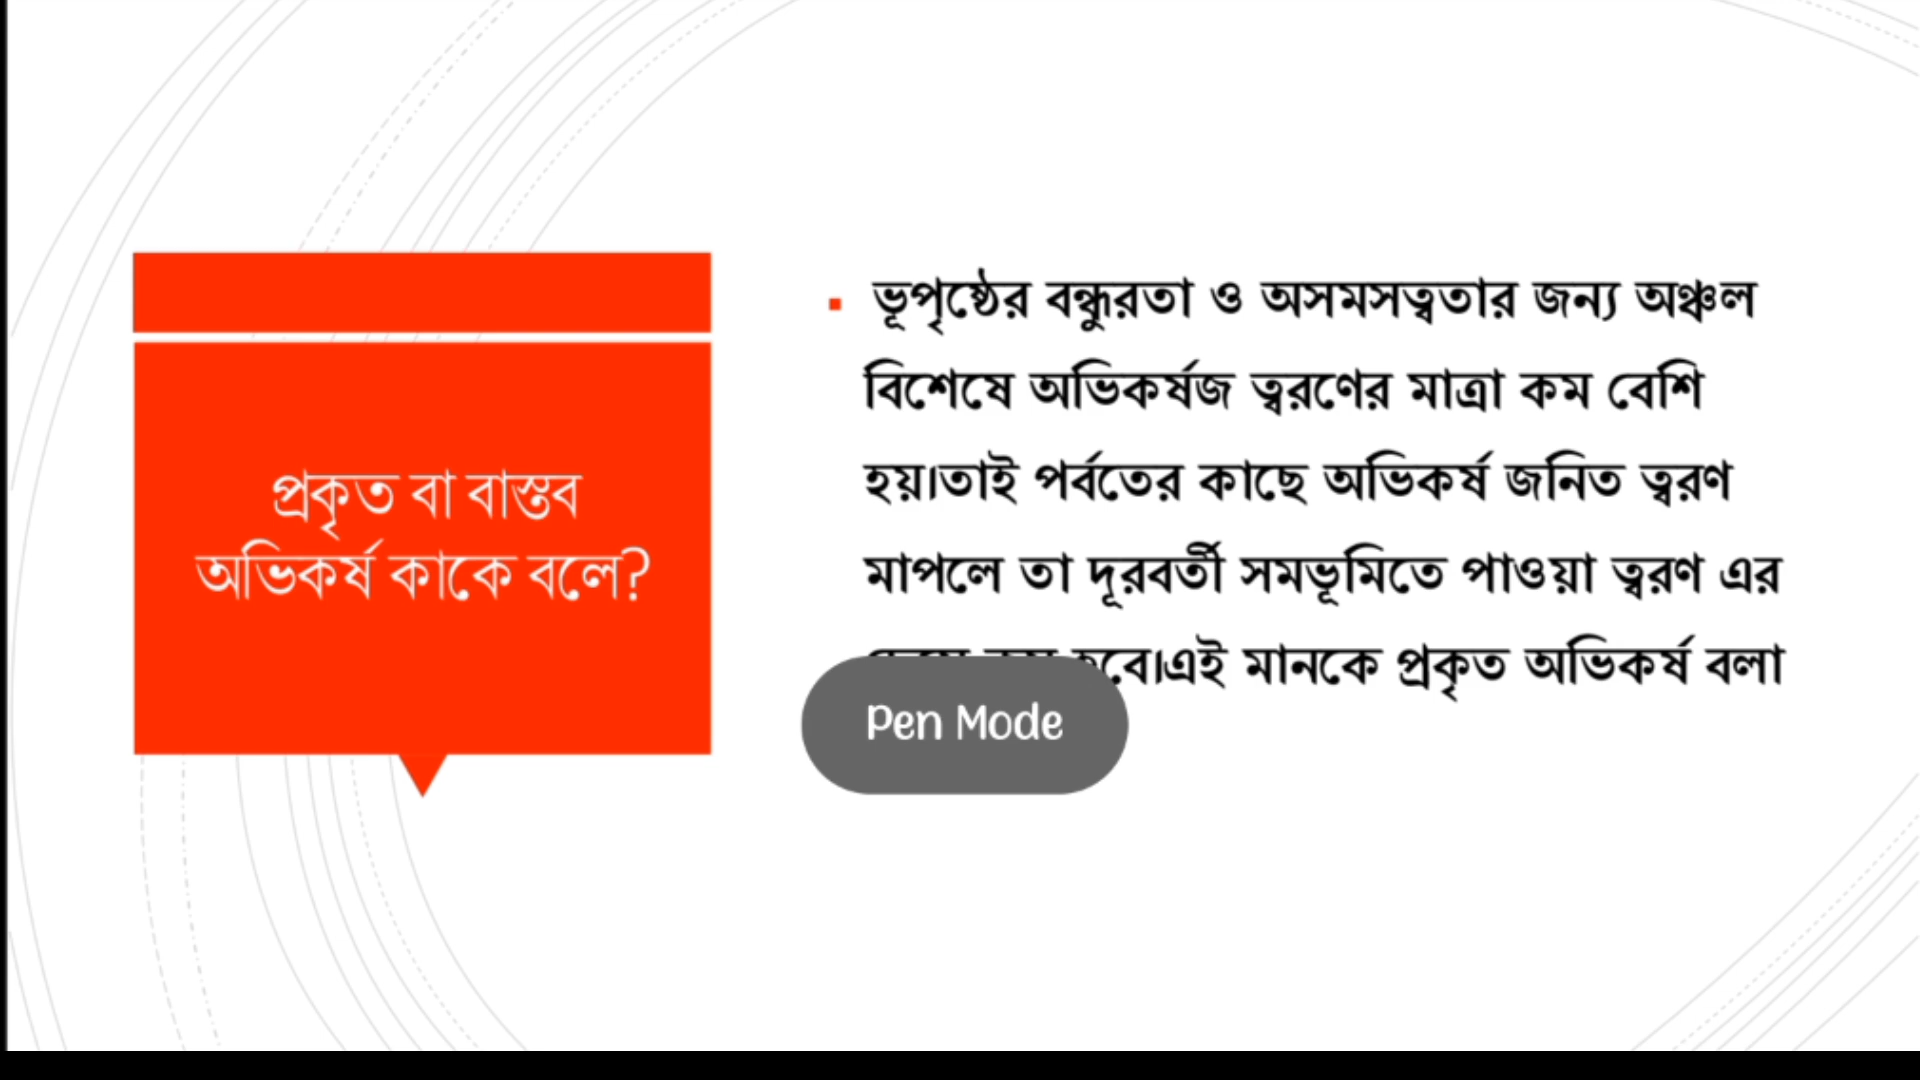 প্রকৃত বা বাস্তব
অভিকর্ষ কাকে বলে?
▪ ভূপৃষ্ঠের বন্ধুরতা ও অসমসত্বতার জন্য অঞ্চল
বিশেষে অভিকর্ষজ ত্বরণের মাত্রা কম বেশি
হয়।তাই পর্বতের কাছে অভিকর্ষ জনিত ত্বরণ
মাপলে তা দূরবর্তী সমভূমিতে পাওয়া ত্বরণ এর
হবে।এই মানকে প্রকৃত অভিকর্ষ বলা
Pen Mode